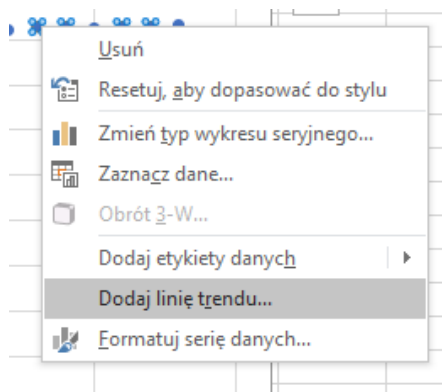 Usuń
Resetuj, aby dopasować do stylu
Zmień typ wykresu seryjnego...
Zaznacz dane...
Obrót 3-W...
Dodaj etykiety danych
Dodaj linię trendu...
Formatuj serię danych...